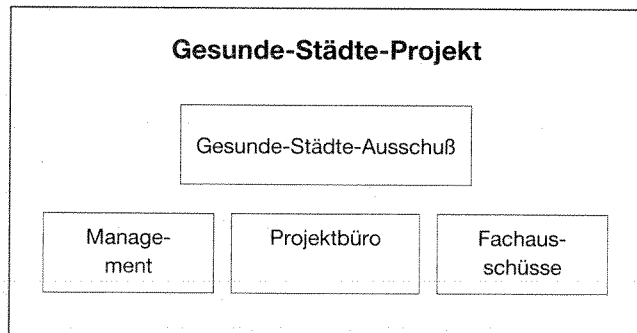 Gesunde-Städte-Projekt
Gesunde-Städte-Ausschuß
Manage-
ment
Projektbüro
Fachaus-
schüsse